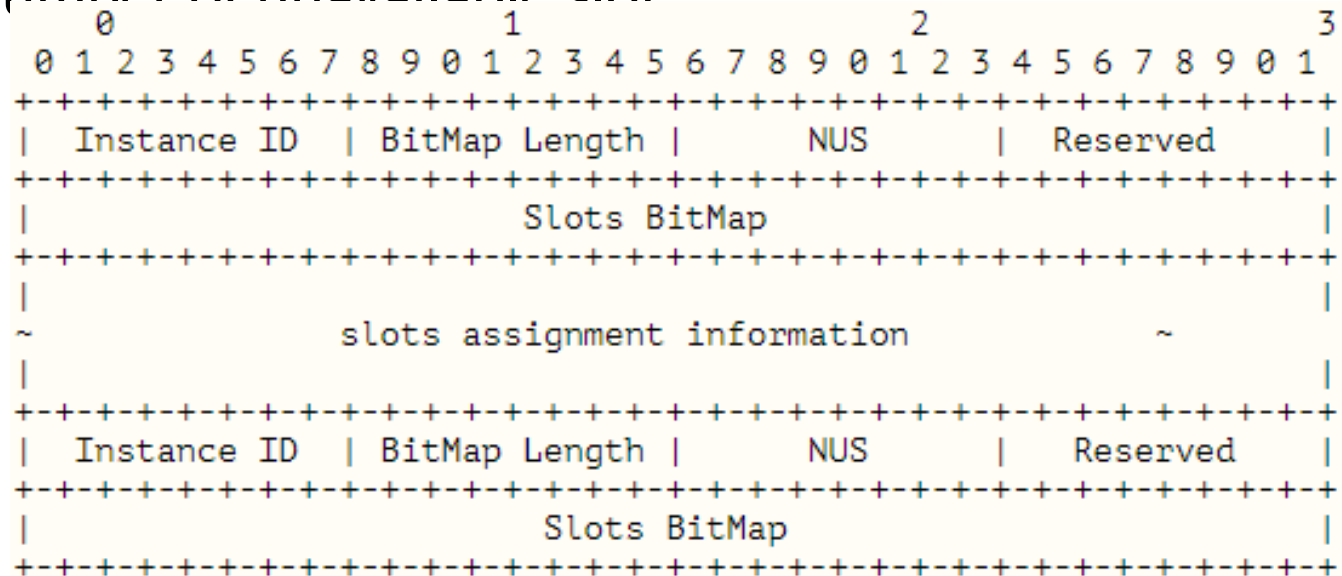 0 1 2 3
0 1 2 3 4 5 6 7 8 9 0 1 2 3 4 5 6 7 8 9 0 1 2 3 4 5 6 7 8 9 0 1
+-+-+-+-+-+-+-+-+-+-+-+-+-+-+-+-+-+-+-+-+-+-+-+-+-+-+-+-+-+-+-+-+
| Instance ID | BitMap Length | NUS | Reserved |
+-+-+-+-+-+-+-+-+-+-+-+-+-+-+-+-+-+-+-+-+-+-+-+-+-+-+-+-+-+-+-+-+
| Slots BitMap |
+-+-+-+-+-+-+-+-+-+-+-+-+-+-+-+-+-+-+-+-+-+-+-+-+-+-+-+-+-+-+-+-+
| |
~ slots assignment information ~
| |
+-+-+-+-+-+-+-+-+-+-+-+-+-+-+-+-+-+-+-+-+-+-+-+-+-+-+-+-+-+-+-+-+
| Instance ID | BitMap Length | NUS | Reserved |
+-+-+-+-+-+-+-+-+-+-+-+-+-+-+-+-+-+-+-+-+-+-+-+-+-+-+-+-+-+-+-+-+
| Slots BitMap |
+-+-+-+-+-+-+-+-+-+-+-+-+-+-+-+-+-+-+-+-+-+-+-+-+-+-+-+-+-+-+-+-+